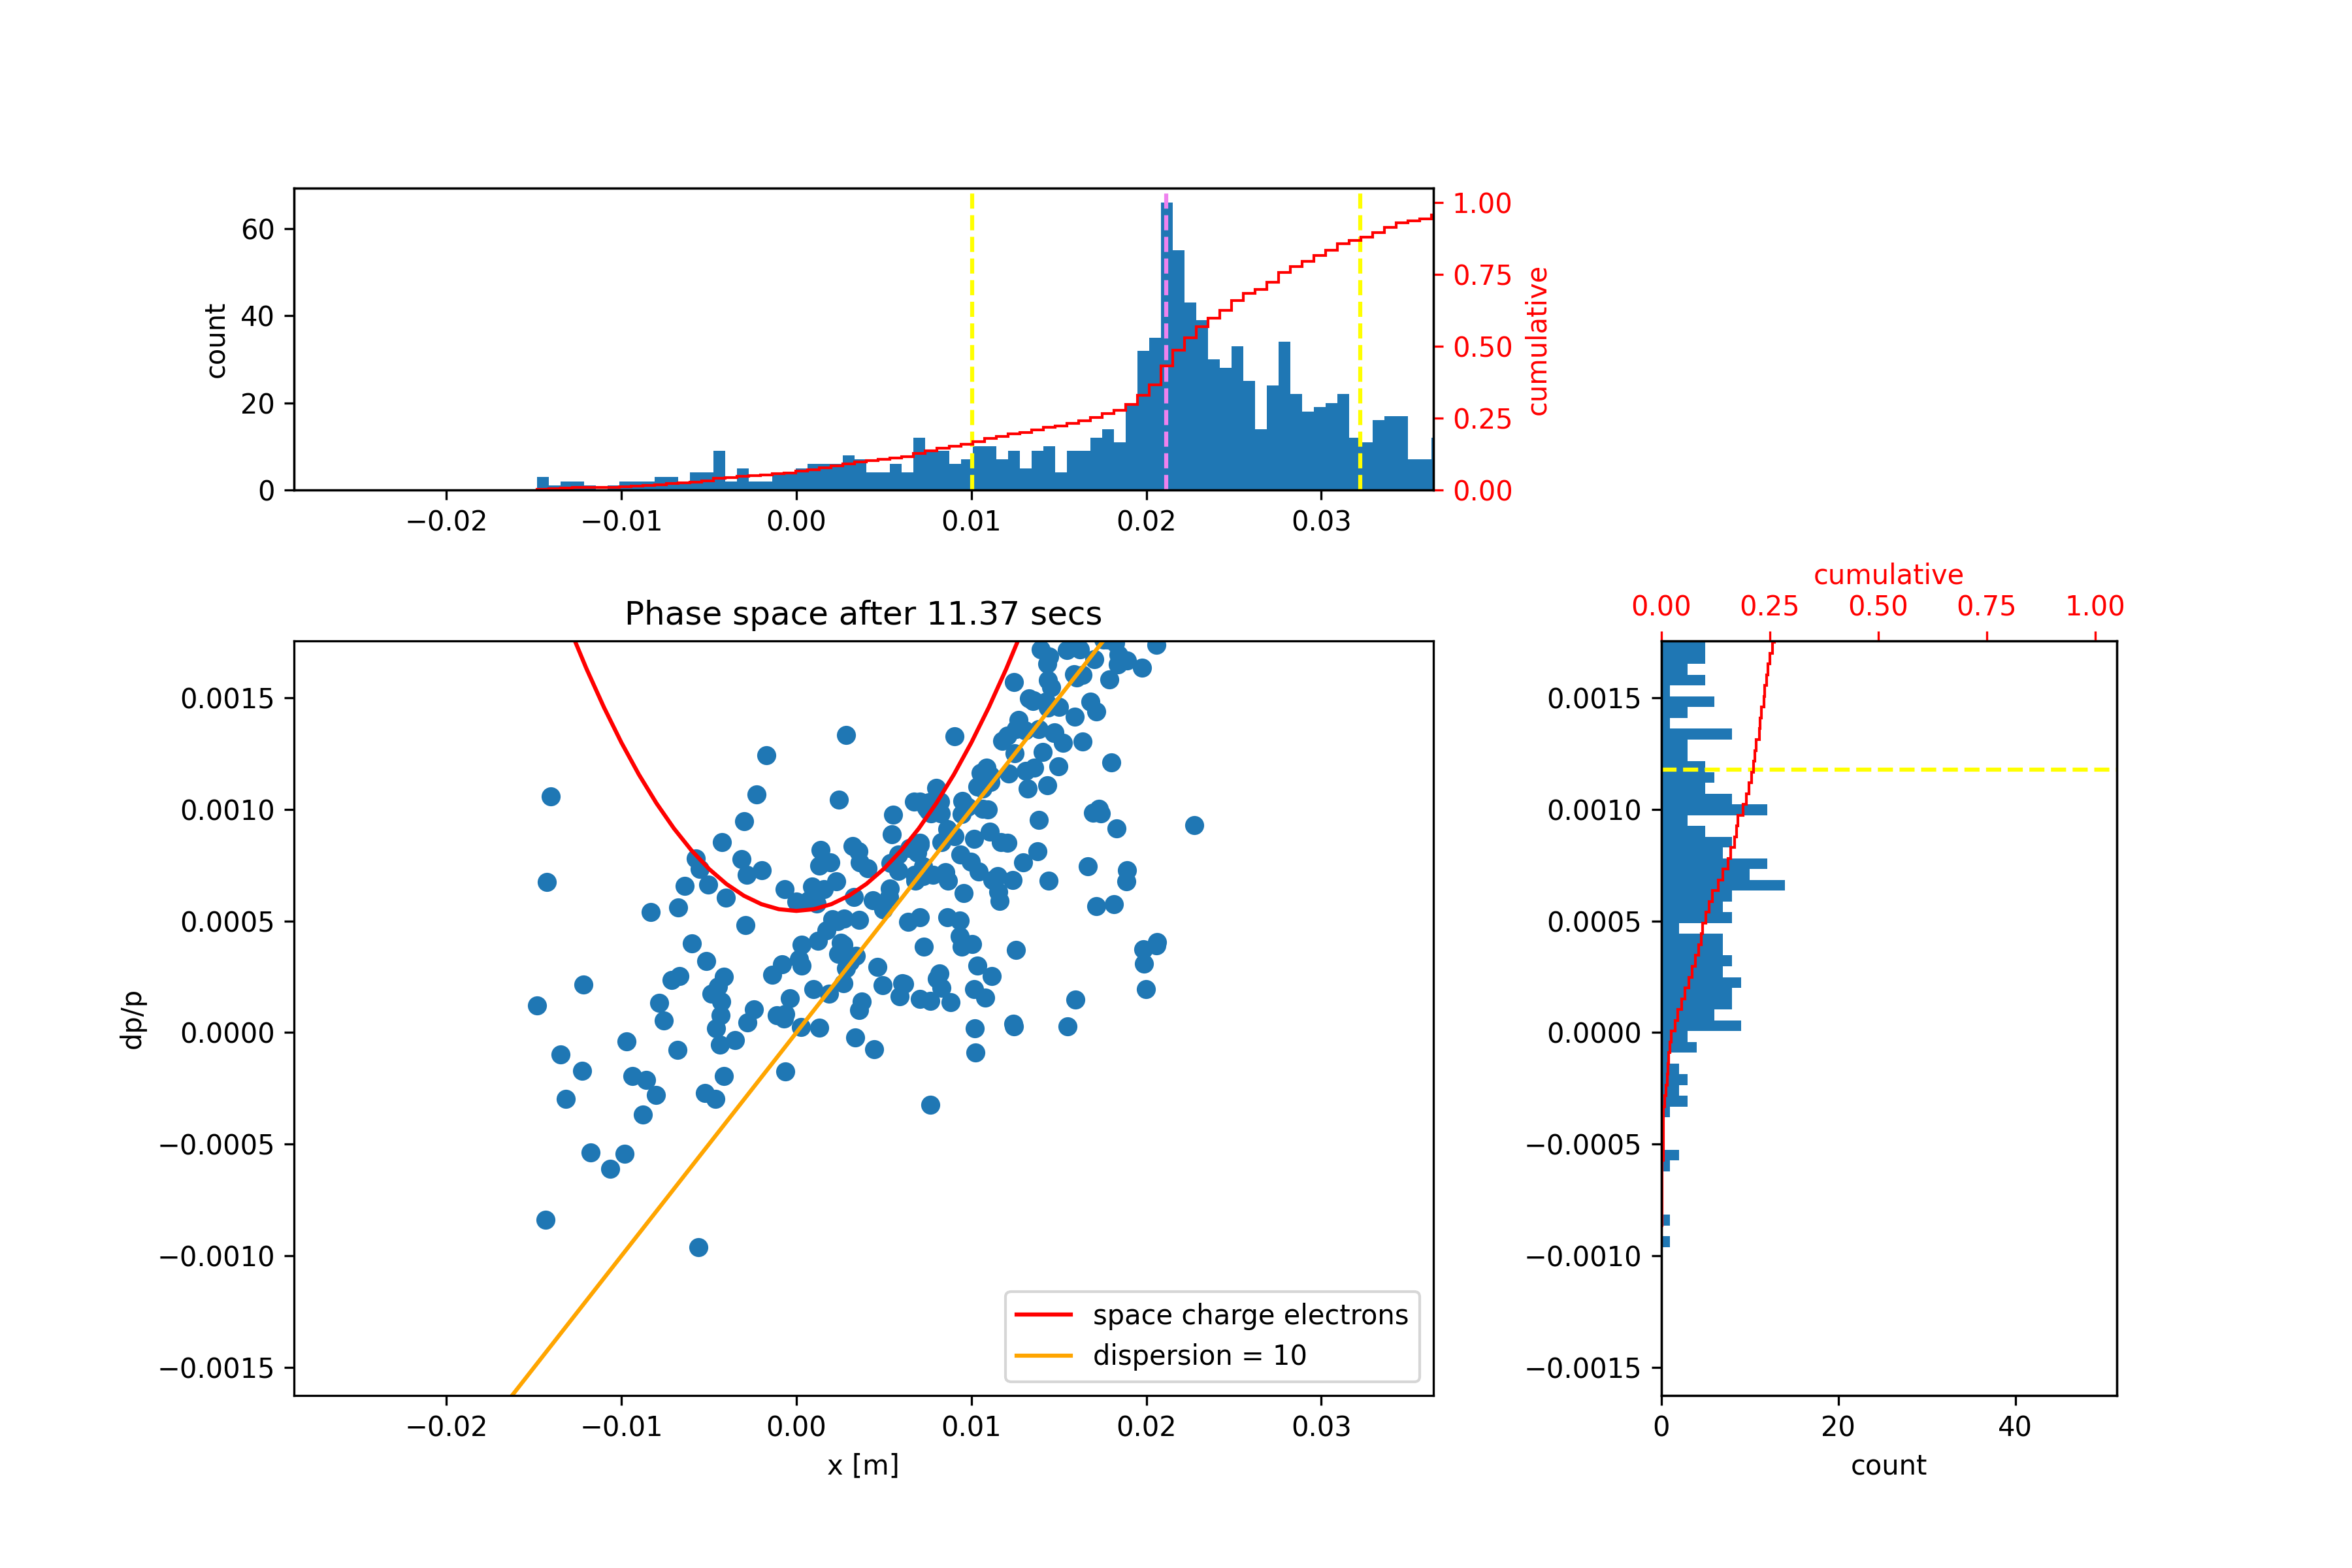 60
40
20
0
count
1.00
0.75
0.50
0.25
0.00
cumulative
−0.02 −0.01 0.00 0.01 0.02 0.03
Phase space after 11.37 secs
0.0015
0.0010
0.0005
0.0000
−0.0005
−0.0010
−0.0015
dp/p
space charge electrons
dispersion = 10
−0.02 −0.01 0.00 0.01 0.02 0.03
x [m]
cumulative
0.00 0.25 0.50 0.75 1.00
0.0015
0.0010
0.0005
0.0000
−0.0005
−0.0010
−0.0015
0 20 40
count